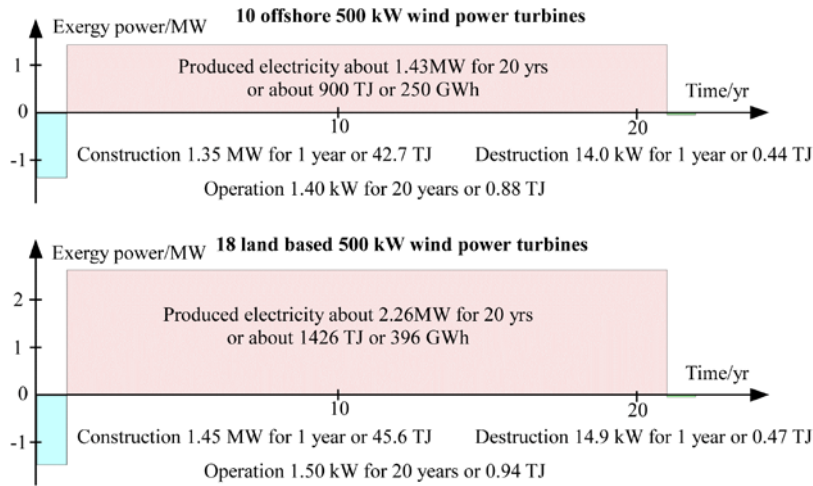 10 offshore 500 kW wind power turbines
Exergy power/MW
1
Produced electricity about 1.43MW for 20 yrs
or about 900 TJ or 250 GWh
Time/yr
0
10
20
-1
Construction 1.35 MW for 1 year or 42.7 TJ
Destruction 14.0 kW for 1 year or 0.44 TJ
Operation 1.40 kW for 20 years or 0.88 TJ
18 land based 500 kW wind power turbines
Exergy power/MW
2
Produced electricity about 2.26MW for 20 yrs
or about 1426 TJ or 396 GWh
1
Time/yr
0
10
20
-1
Construction 1.45 MW for 1 year or 45.6 TJ
Destruction 14.9 kW for 1 year or 0.47 TJ
Operation 1.50 kW for 20 years or 0.94 TJ